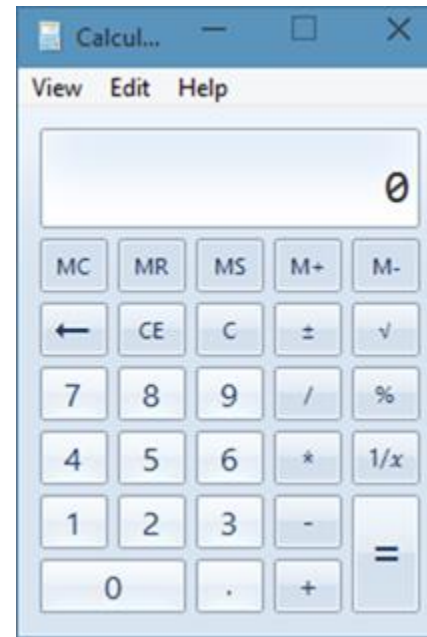 Calcul...
View Edit Help
0
MC MR MS M+ M-
← CE C ± √
7 8 9 / %
4 5 6 * 1/x
1 2 3 - =
0 . +